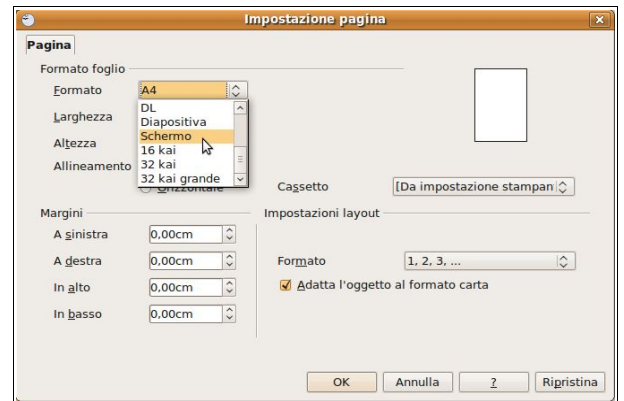 Impostazione pagina
Pagina
Formato foglio
Formato A4
DL
Larghezza
Diapositiva
Schermo
Altezza
16 kai
Allineamento 32 kai
32 kai grande
Orizzontale
Cassetto [Da impostazione stampan
Margini Impostazioni layout
A sinistra 0,00cm
A destra 0,00cm Formato 1, 2, 3, ...
In alto 0,00cm Adatta l'oggetto al formato carta
In basso 0,00cm
OK Annulla ? Ripristina